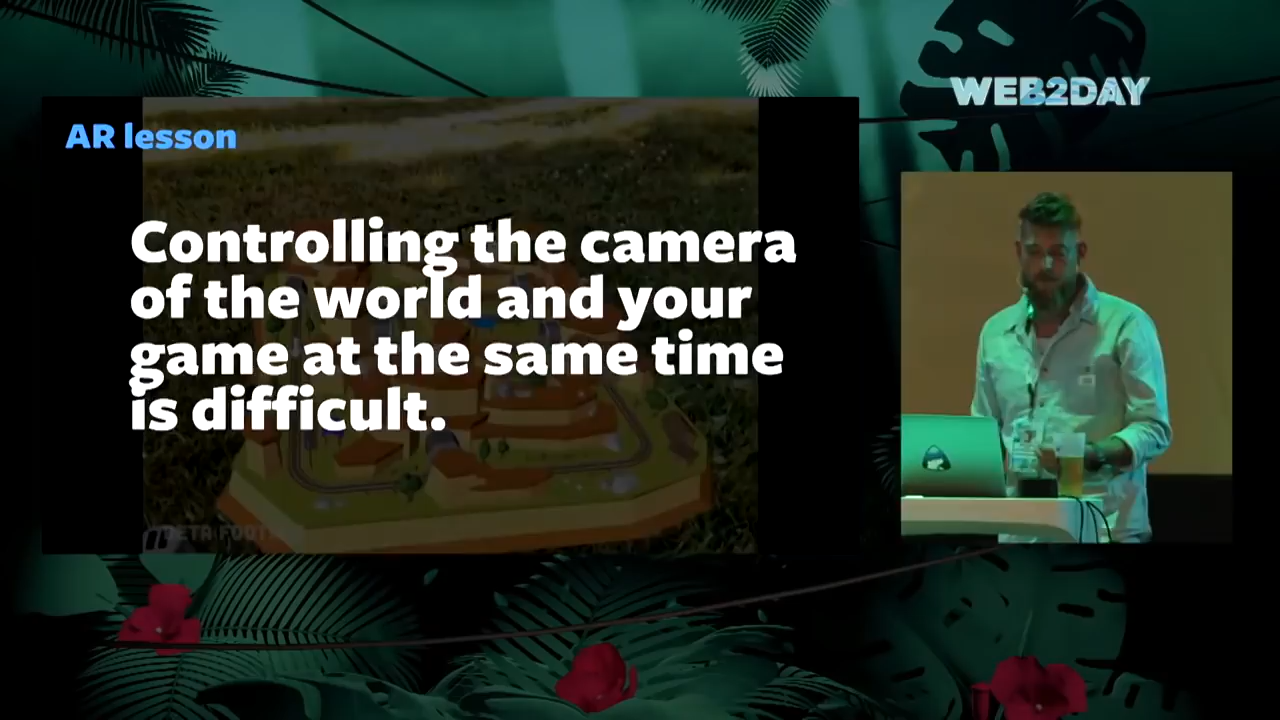 WEB2DAY
AR lesson
Controlling the camera
of the world and your
game at the same time
is difficult.